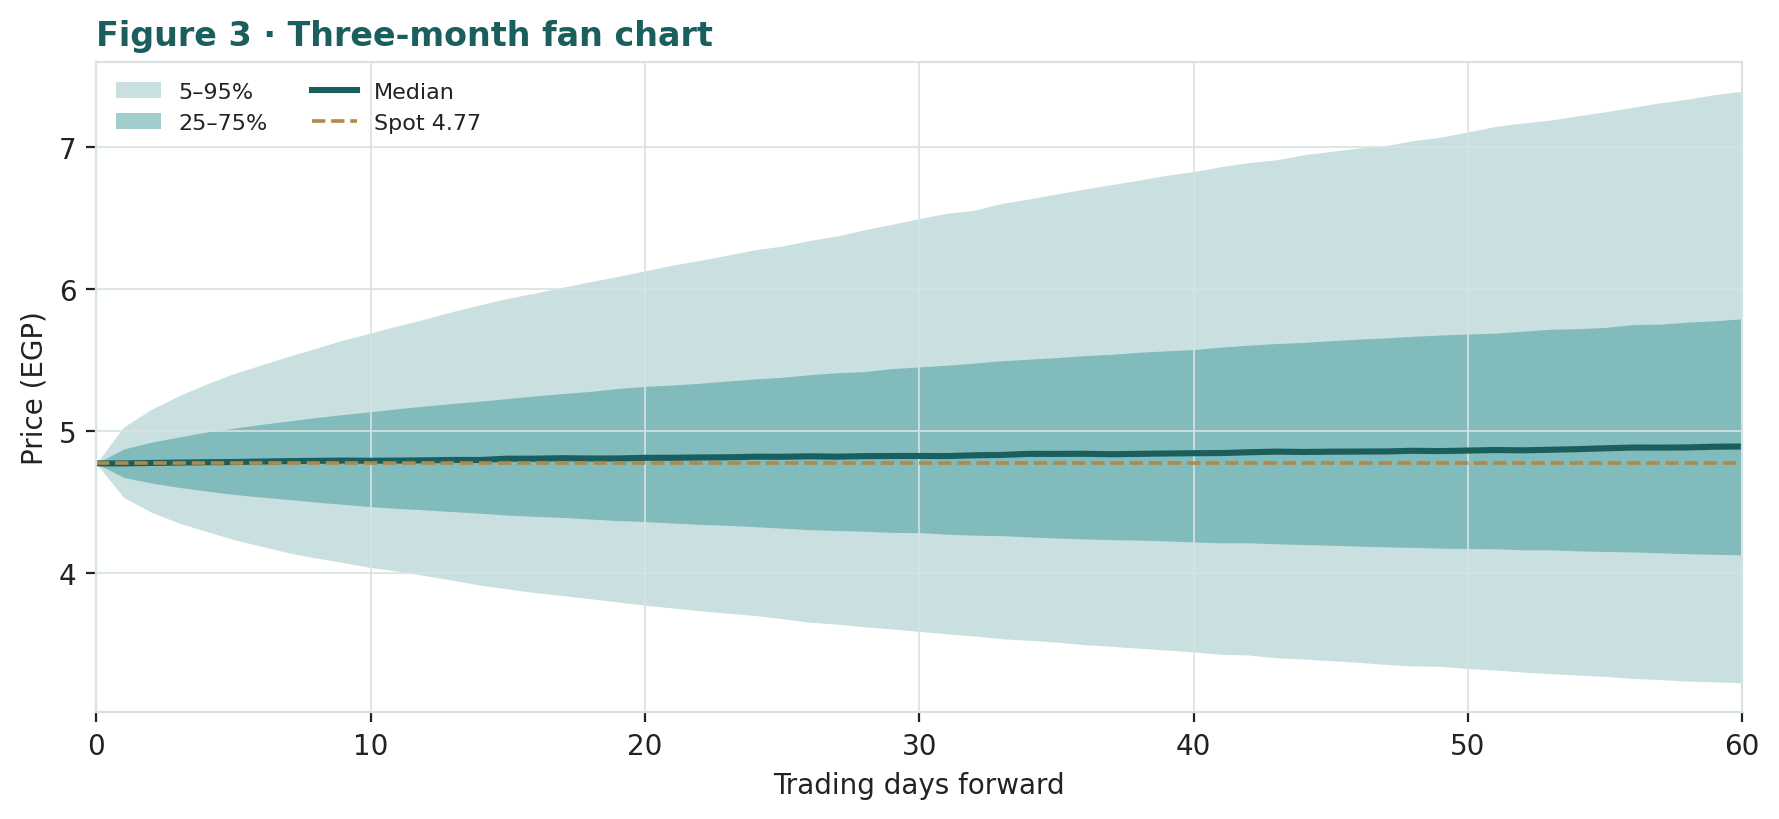 Figure 3 · Three-month fan chart
5–95%
25–75%
Median
Spot 4.77
Price (EGP)
7
6
5
4
0 10 20 30 40 50 60
Trading days forward